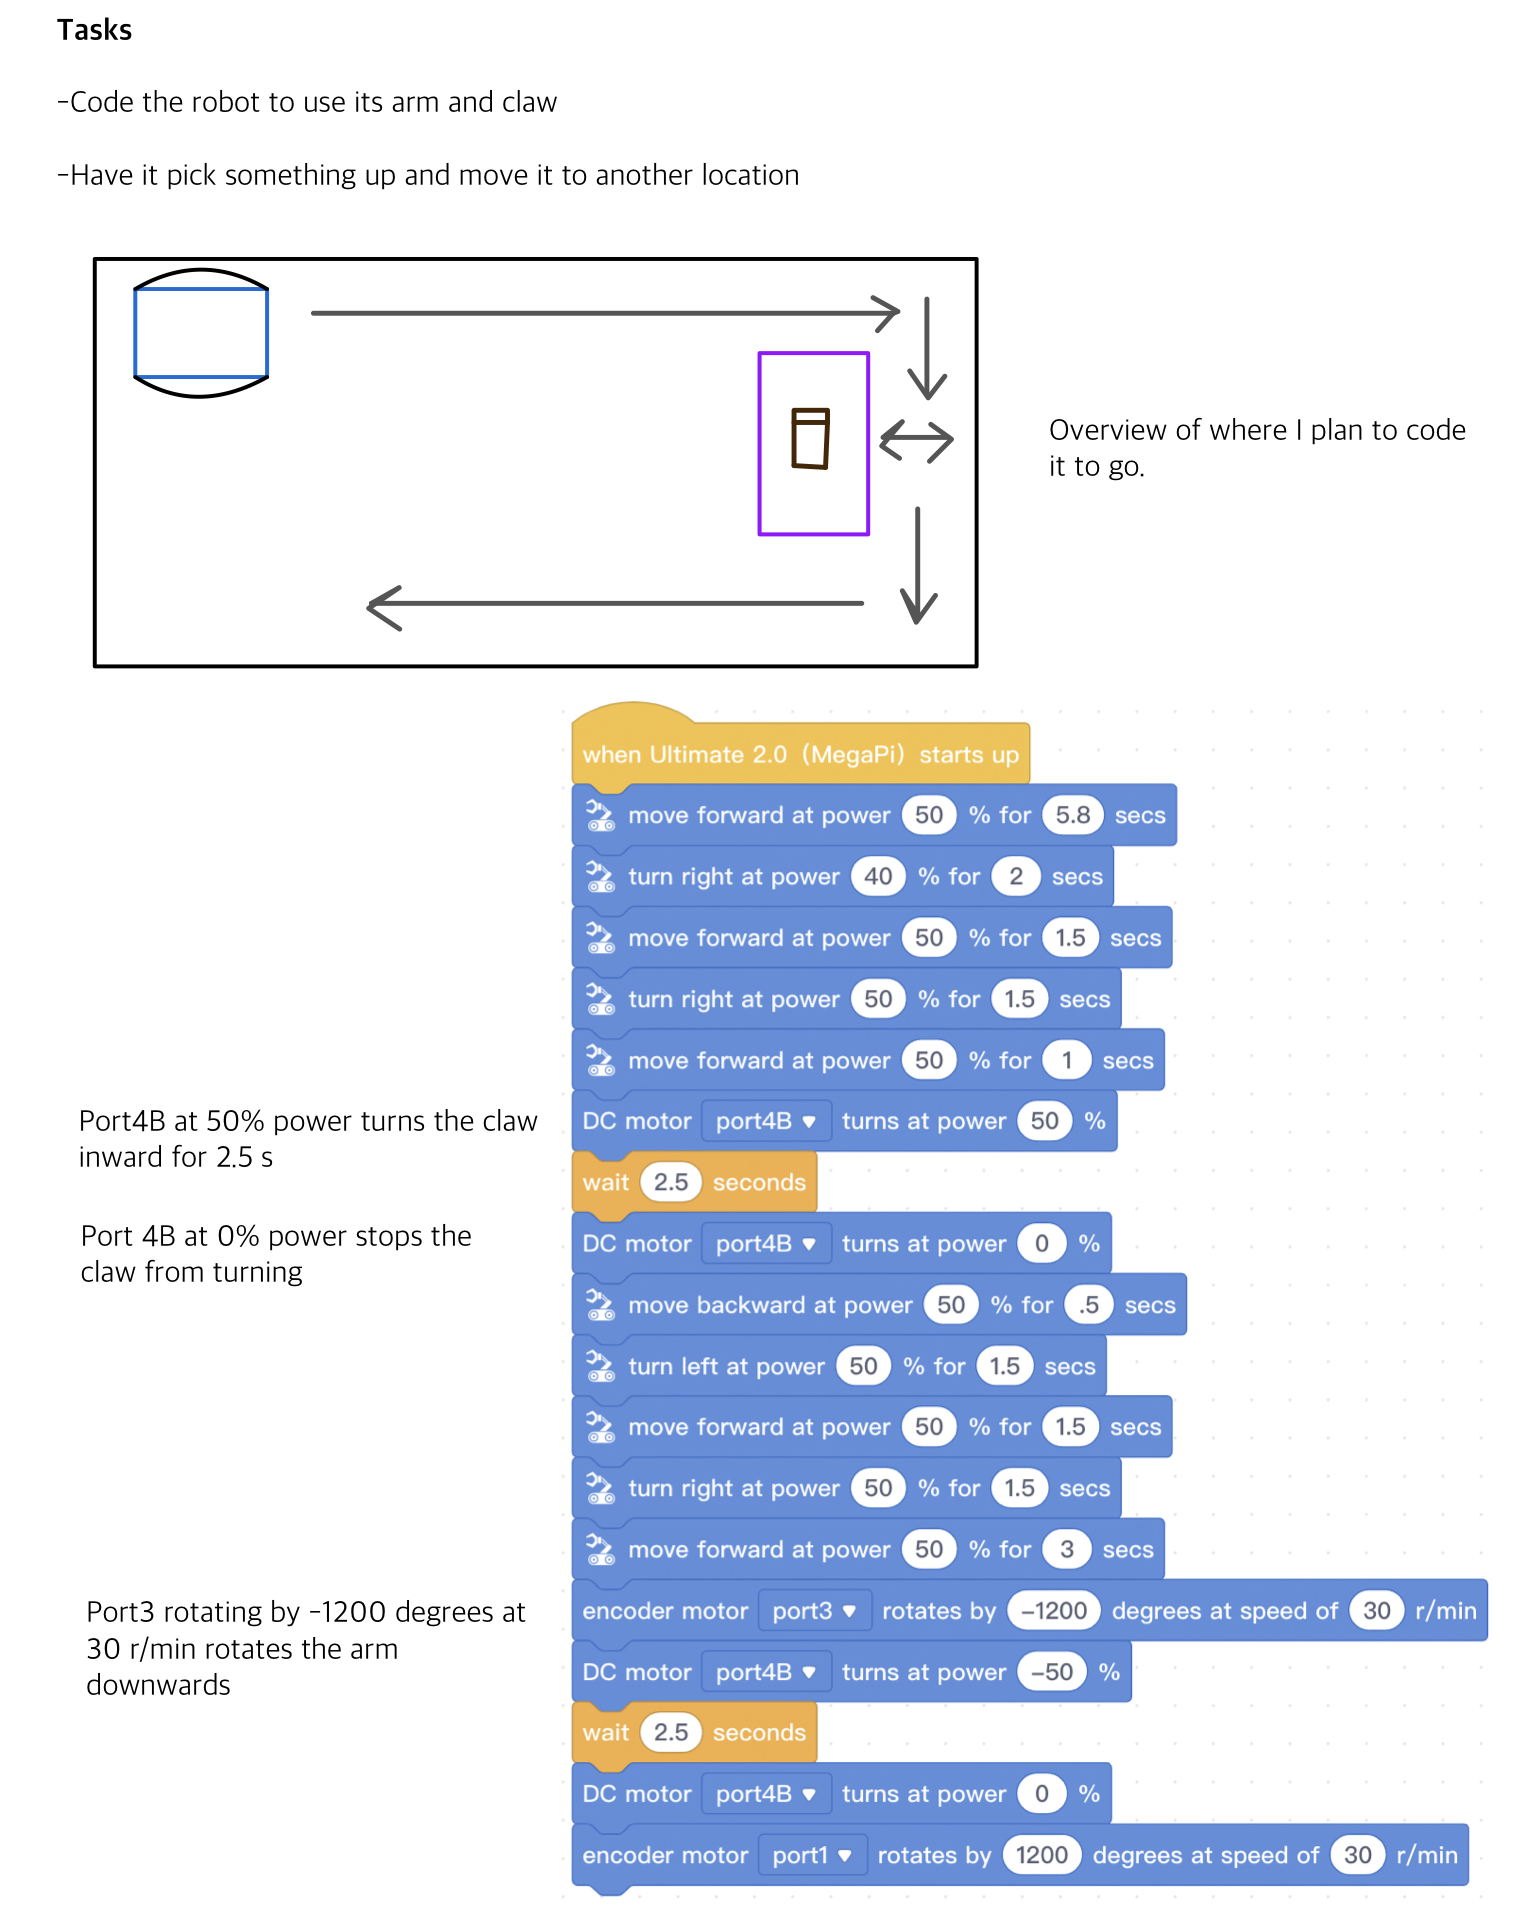 Tasks
-Code the robot to use its arm and claw
-Have it pick something up and move it to another location
Overview of where I plan to code
it to go.
when Ultimate 2.0 (MegaPi) starts up
move forward at power 50 % for 5.8 secs
turn right at power 40 % for 2 secs
move forward at power 50 % for 1.5 secs
turn right at power 50 % for 1.5 secs
move forward at power 50 % for 1 secs
Port4B at 50% power turns the claw
inward for 2.5 s
DC motor port4B turns at power 50 %
wait 2.5 seconds
Port 4B at 0% power stops the
claw from turning
DC motor port4B turns at power 0 %
move backward at power 50 % for .5 secs
turn left at power 50 % for 1.5 secs
move forward at power 50 % for 1.5 secs
turn right at power 50 % for 1.5 secs
move forward at power 50 % for 3 secs
Port3 rotating by -1200 degrees at
30 r/min rotates the arm
downwards
encoder motor port3 rotates by -1200 degrees at speed of 30 r/min
DC motor port4B turns at power -50 %
wait 2.5 seconds
DC motor port4B turns at power 0 %
encoder motor port1 rotates by 1200 degrees at speed of 30 r/min